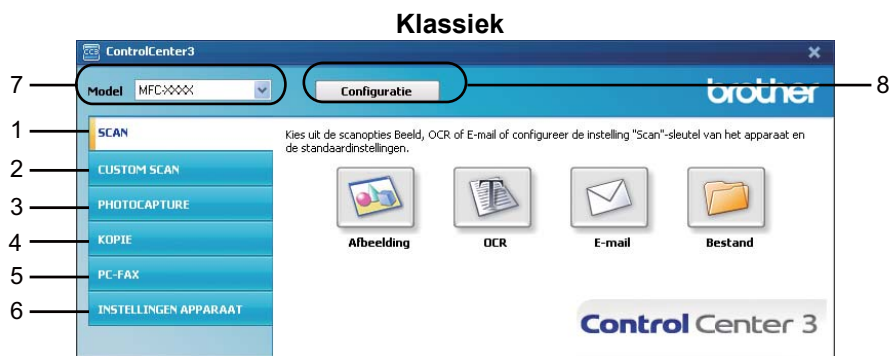 Klassiek
ControlCenter3
7
Model MFC-XXXX
Configuratie
8
brother
1
SCAN
Kies uit de scanopties Beeld, OCR of E-mail of configureer de instelling "Scan"-sleutel van het apparaat en
de standaardinstellingen.
2
CUSTOM SCAN
3
PHOTOCAPTURE
4
KOPIE
Afbeelding
OCR
E-mail
Bestand
5
PC-FAX
6
INSTELLINGEN APPARAAT
Control Center 3